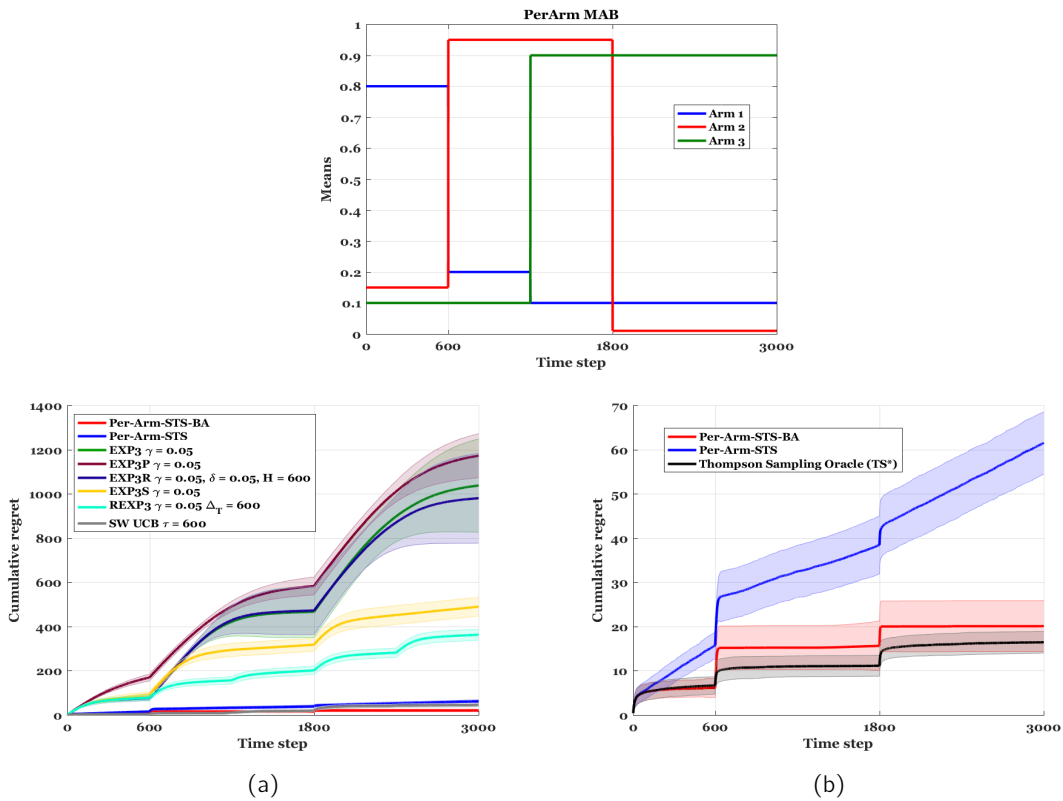 PerArm MAB
1
0.9
0.8
0.7
0.6
0.5
0.4
0.3
0.2
0.1
0
Means
Arm 1
Arm 2
Arm 3
0 600 1800 3000
Time step
1400
1200
1000
800
600
400
200
0
Cumulative regret
Per-Arm-STS-BA
Per-Arm-STS
EXP3 γ = 0.05
EXP3P γ = 0.05
EXP3R γ = 0.05, δ = 0.05, H = 600
EXP3S γ = 0.05
REXP3 γ = 0.05 Δ_T = 600
SW UCB τ = 600
0 600 1800 3000
Time step
(a)
70
60
50
40
30
20
10
0
Cumulative regret
Per-Arm-STS-BA
Per-Arm-STS
Thompson Sampling Oracle (TS*)
0 600 1800 3000
Time step
(b)